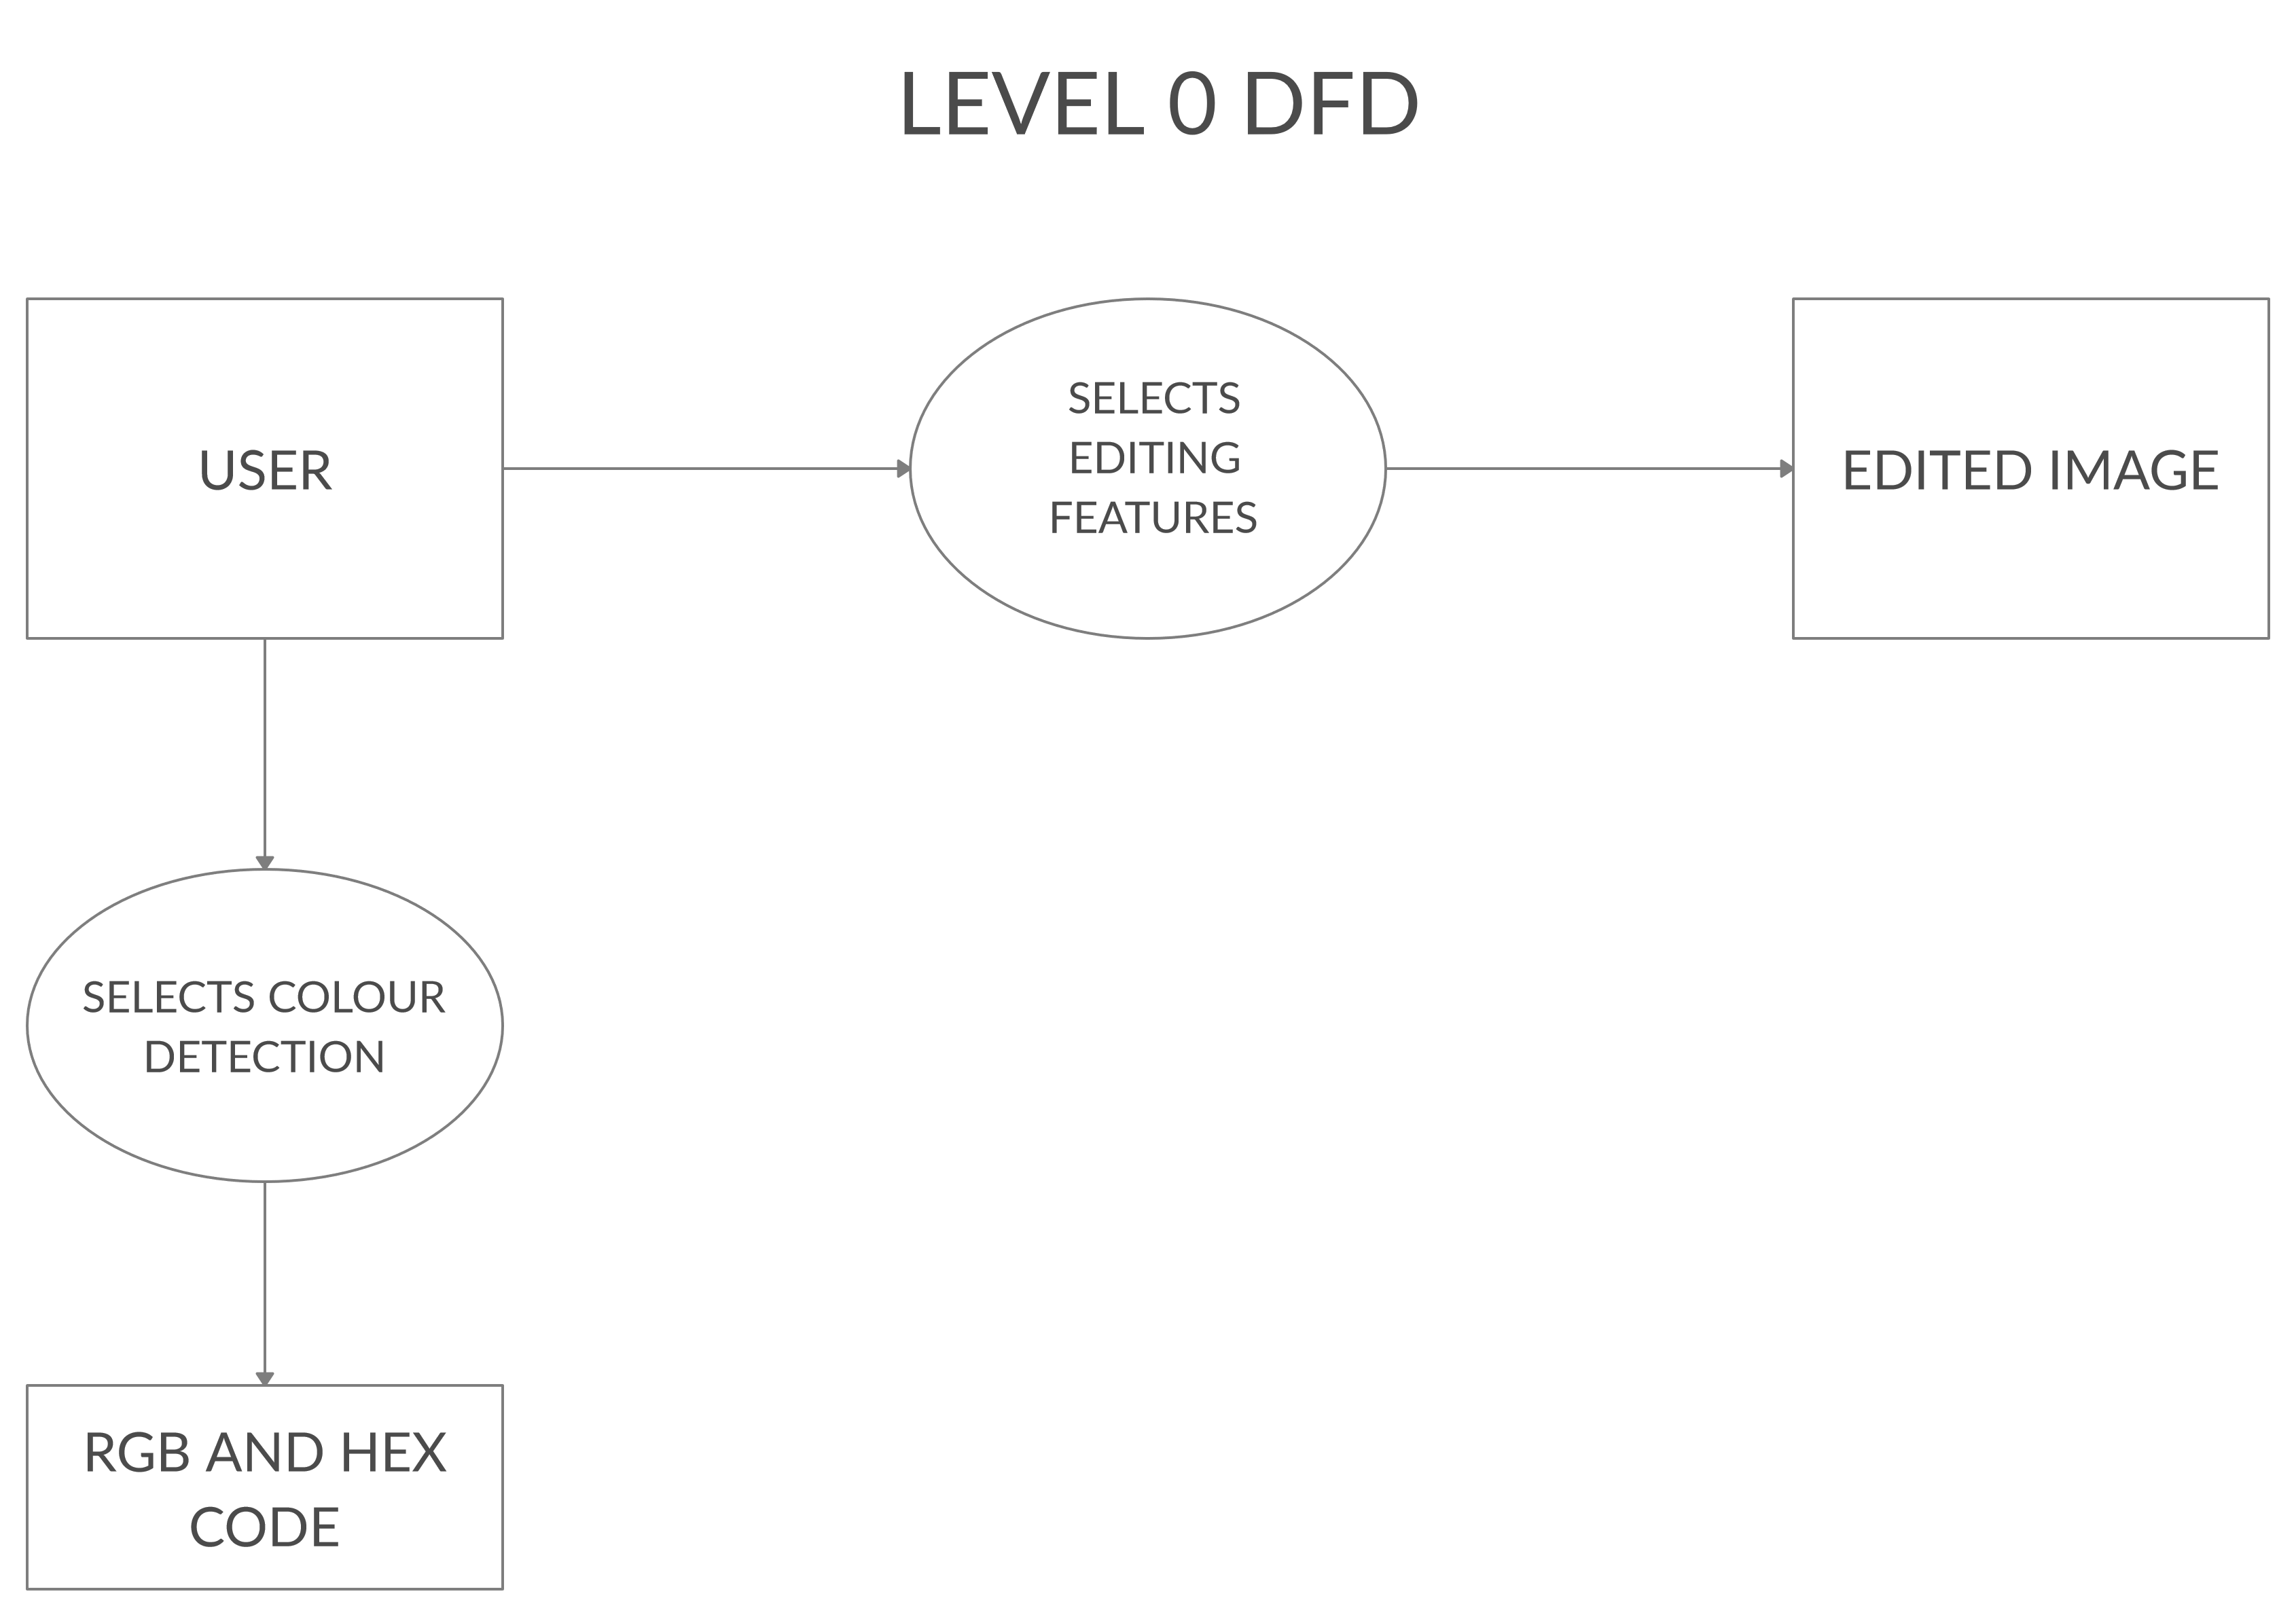 LEVEL 0 DFD
USER
SELECTS
EDITING
FEATURES
EDITED IMAGE
SELECTS COLOUR
DETECTION
RGB AND HEX
CODE